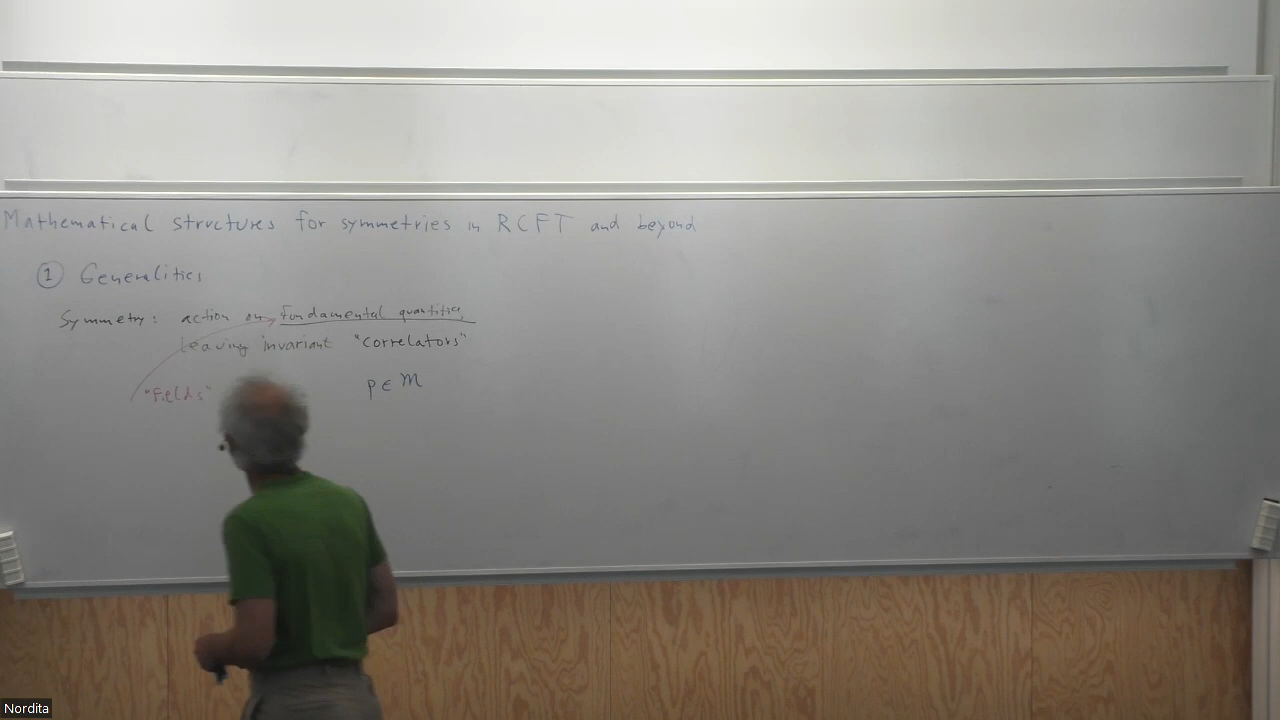 Mathematical structures for symmetries in RCFT and beyond
① Generalities
Symmetry: action on fundamental quantities,
leaving invariant "correlators"
"Fields" p ∈ M
Nordita